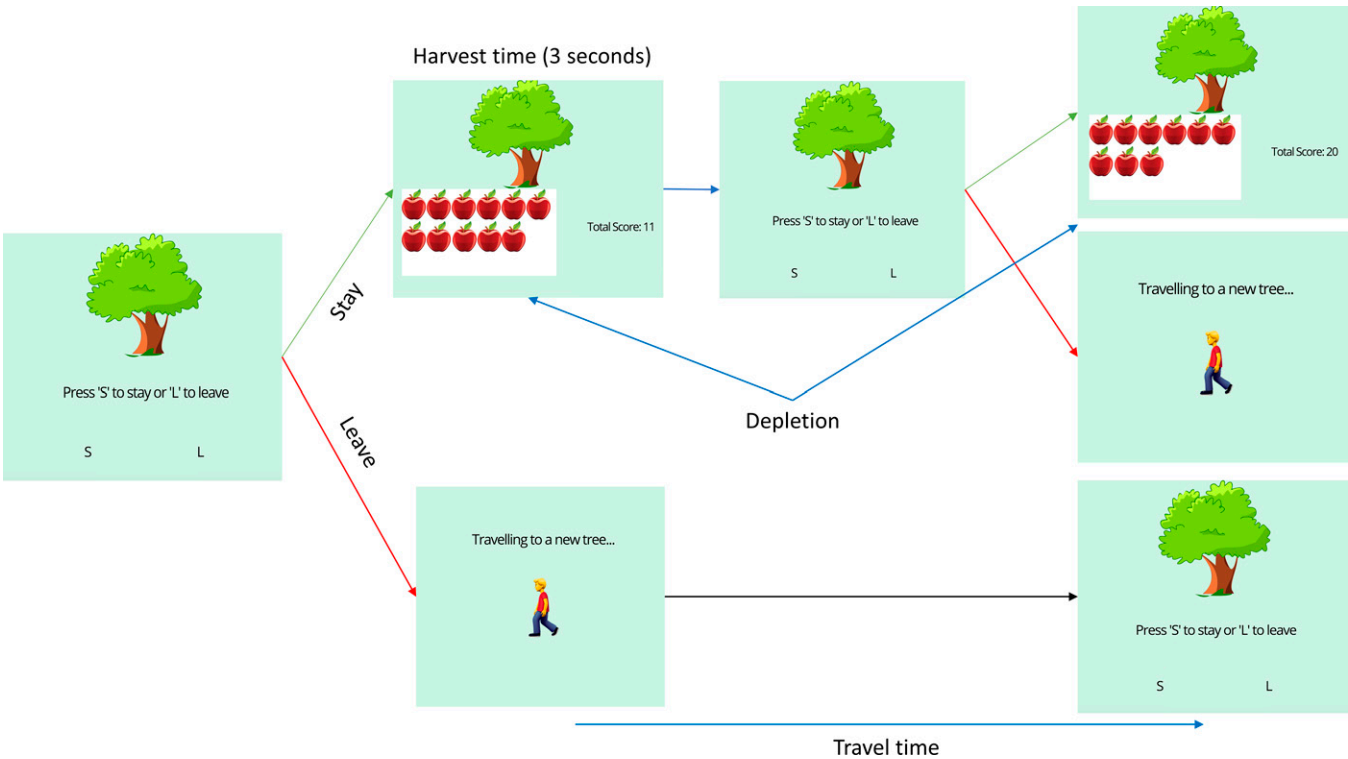 Harvest time (3 seconds)
Total Score: 11
Press 'S' to stay or 'L' to leave
S L
Total Score: 20
Stay
Press 'S' to stay or 'L' to leave
S L
Leave
Depletion
Travelling to a new tree...
Travelling to a new tree...
Press 'S' to stay or 'L' to leave
S L
Travel time